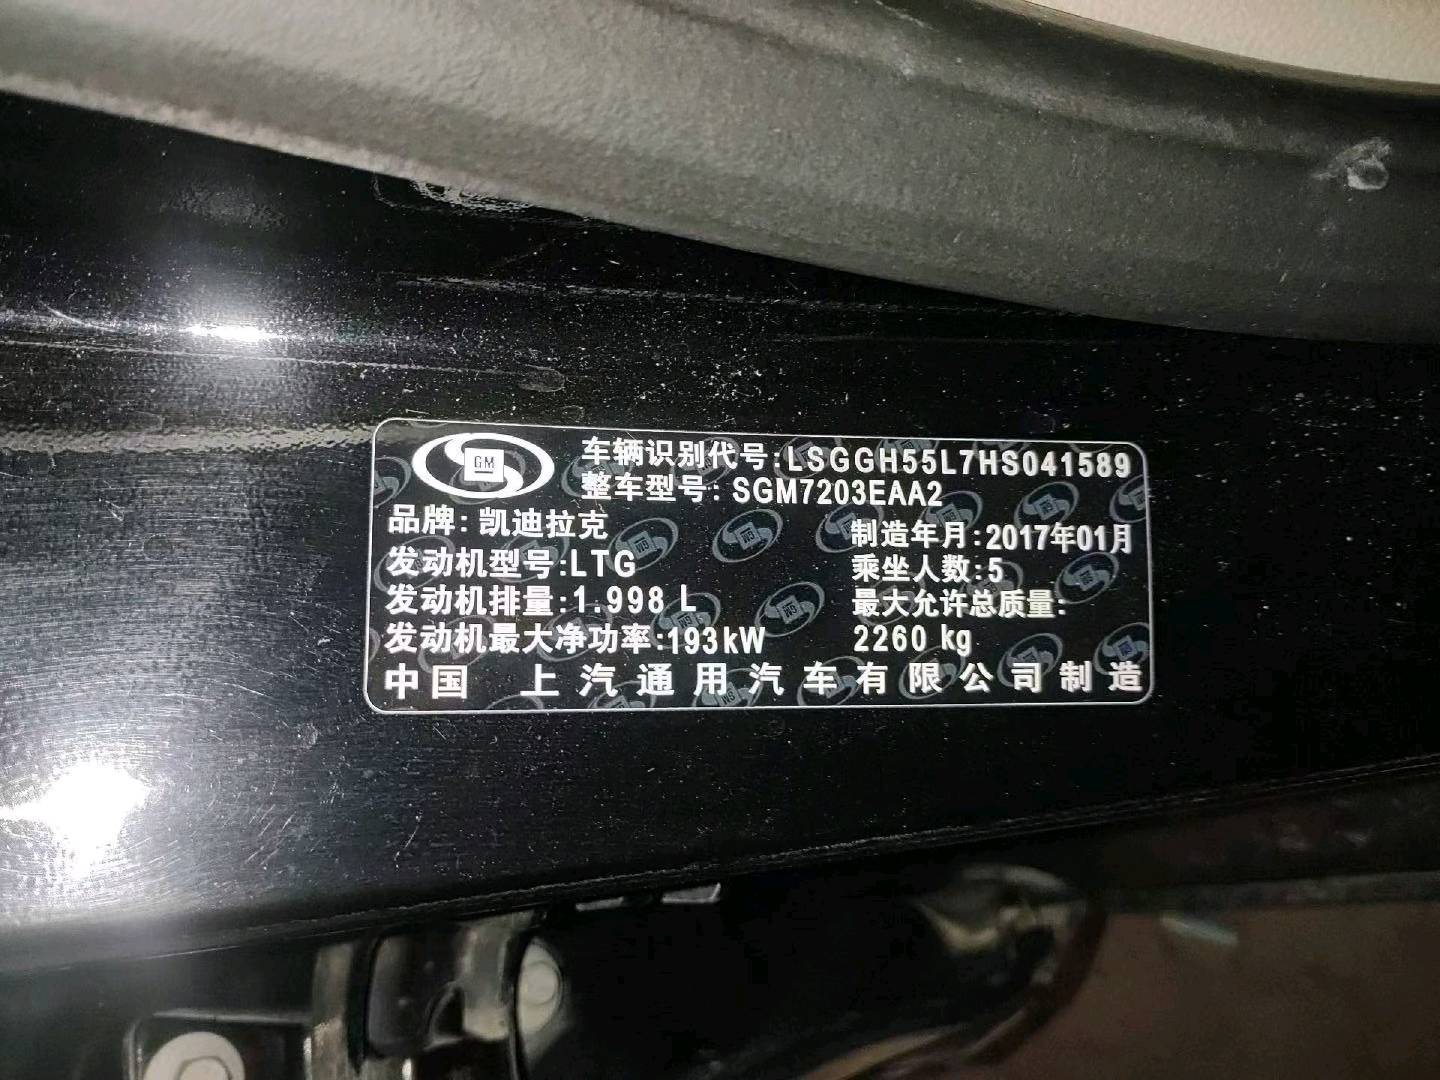 GM
车辆识别代号:LSGGH55L7HS041589
整车型号: SGM7203EAA2
品牌: 凯迪拉克
制造年月:2017年01月
发动机型号:LTG
乘坐人数:5
发动机排量:1.998 L
最大允许总质量:
发动机最大净功率:193kW
2260 kg
中国 上汽通用汽车有限公司制造